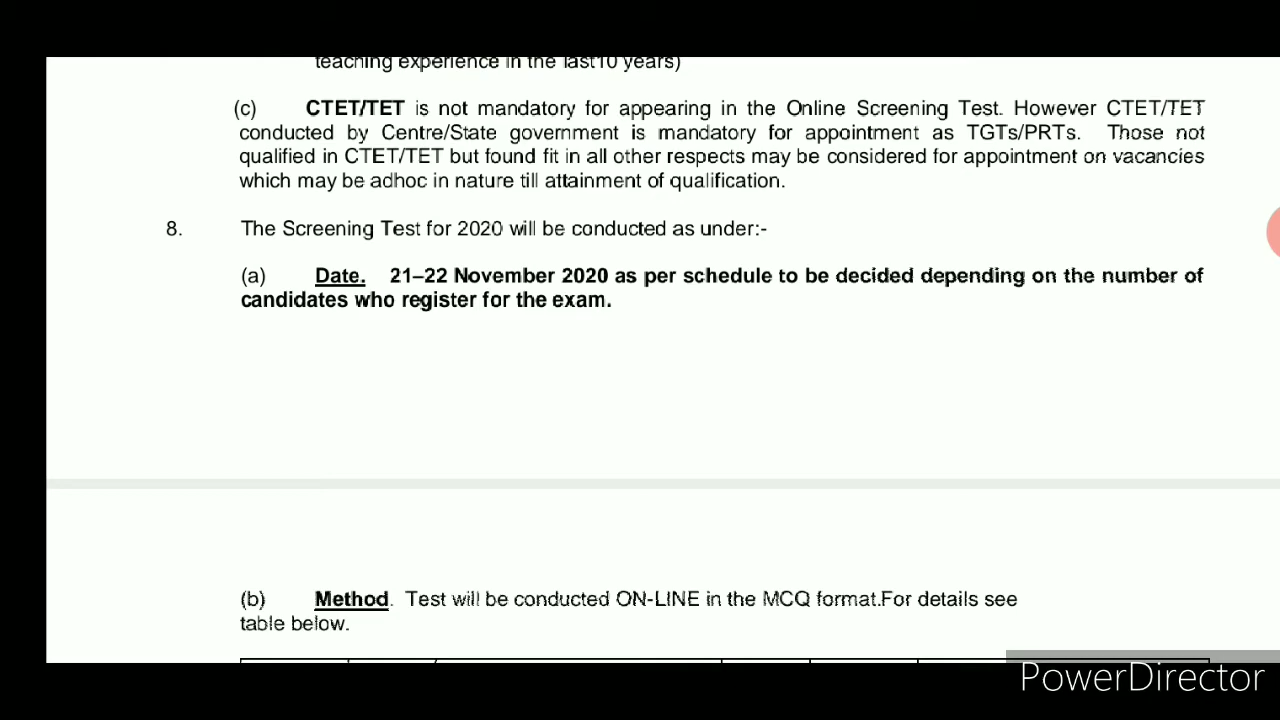 teaching experience in the last10 years)
(c) CTET/TET is not mandatory for appearing in the Online Screening Test. However CTET/TET
conducted by Centre/State government is mandatory for appointment as TGTs/PRTs. Those not
qualified in CTET/TET but found fit in all other respects may be considered for appointment on vacancies
which may be adhoc in nature till attainment of qualification.
8. The Screening Test for 2020 will be conducted as under:-
(a) Date. 21–22 November 2020 as per schedule to be decided depending on the number of
candidates who register for the exam.
(b) Method. Test will be conducted ON-LINE in the MCQ format.For details see
table below.
PowerDirector